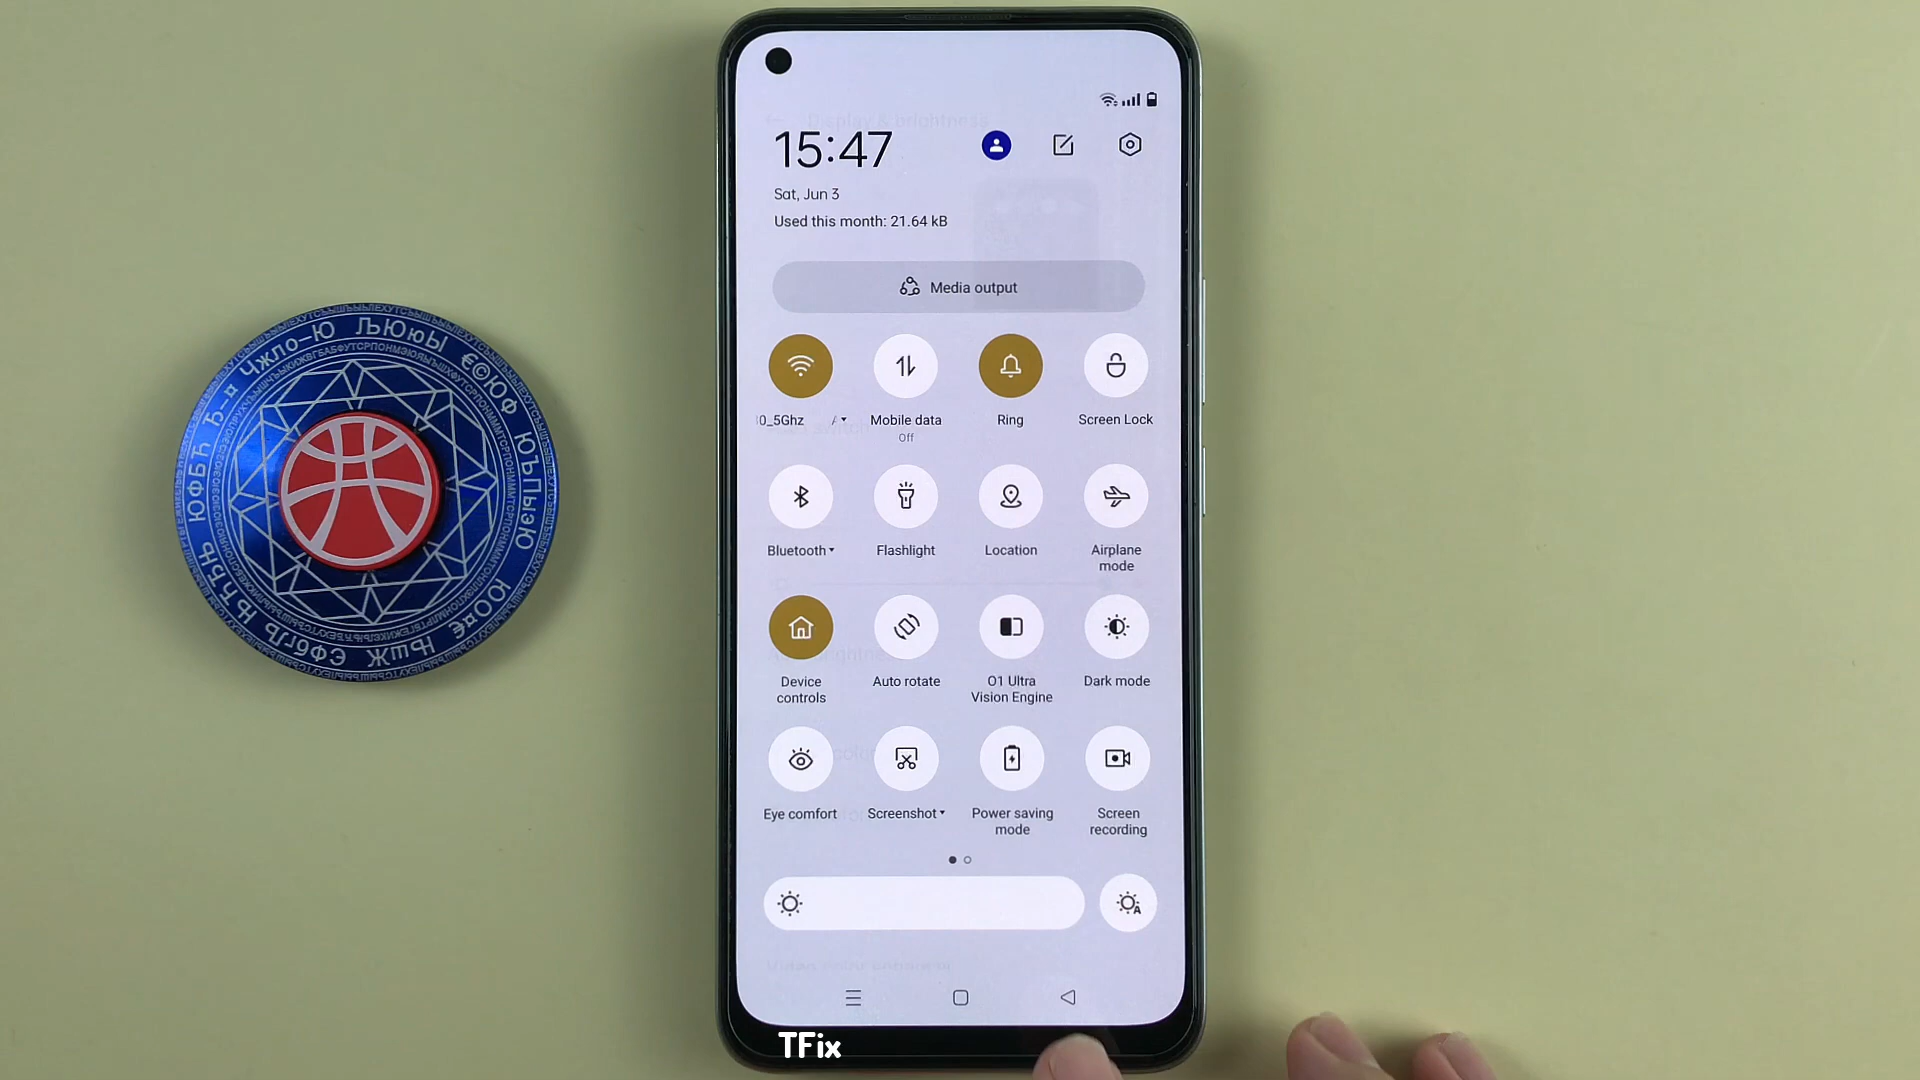 15:47
Sat, Jun 3
Used this month: 21.64 kB
Media output
0_5Ghz
Mobile data
Off
Ring
Screen Lock
Bluetooth
Flashlight
Location
Airplane
mode
Device
controls
Auto rotate
O1 Ultra
Vision Engine
Dark mode
Eye comfort
Screenshot
Power saving
mode
Screen
recording
Display & brightness
TFix